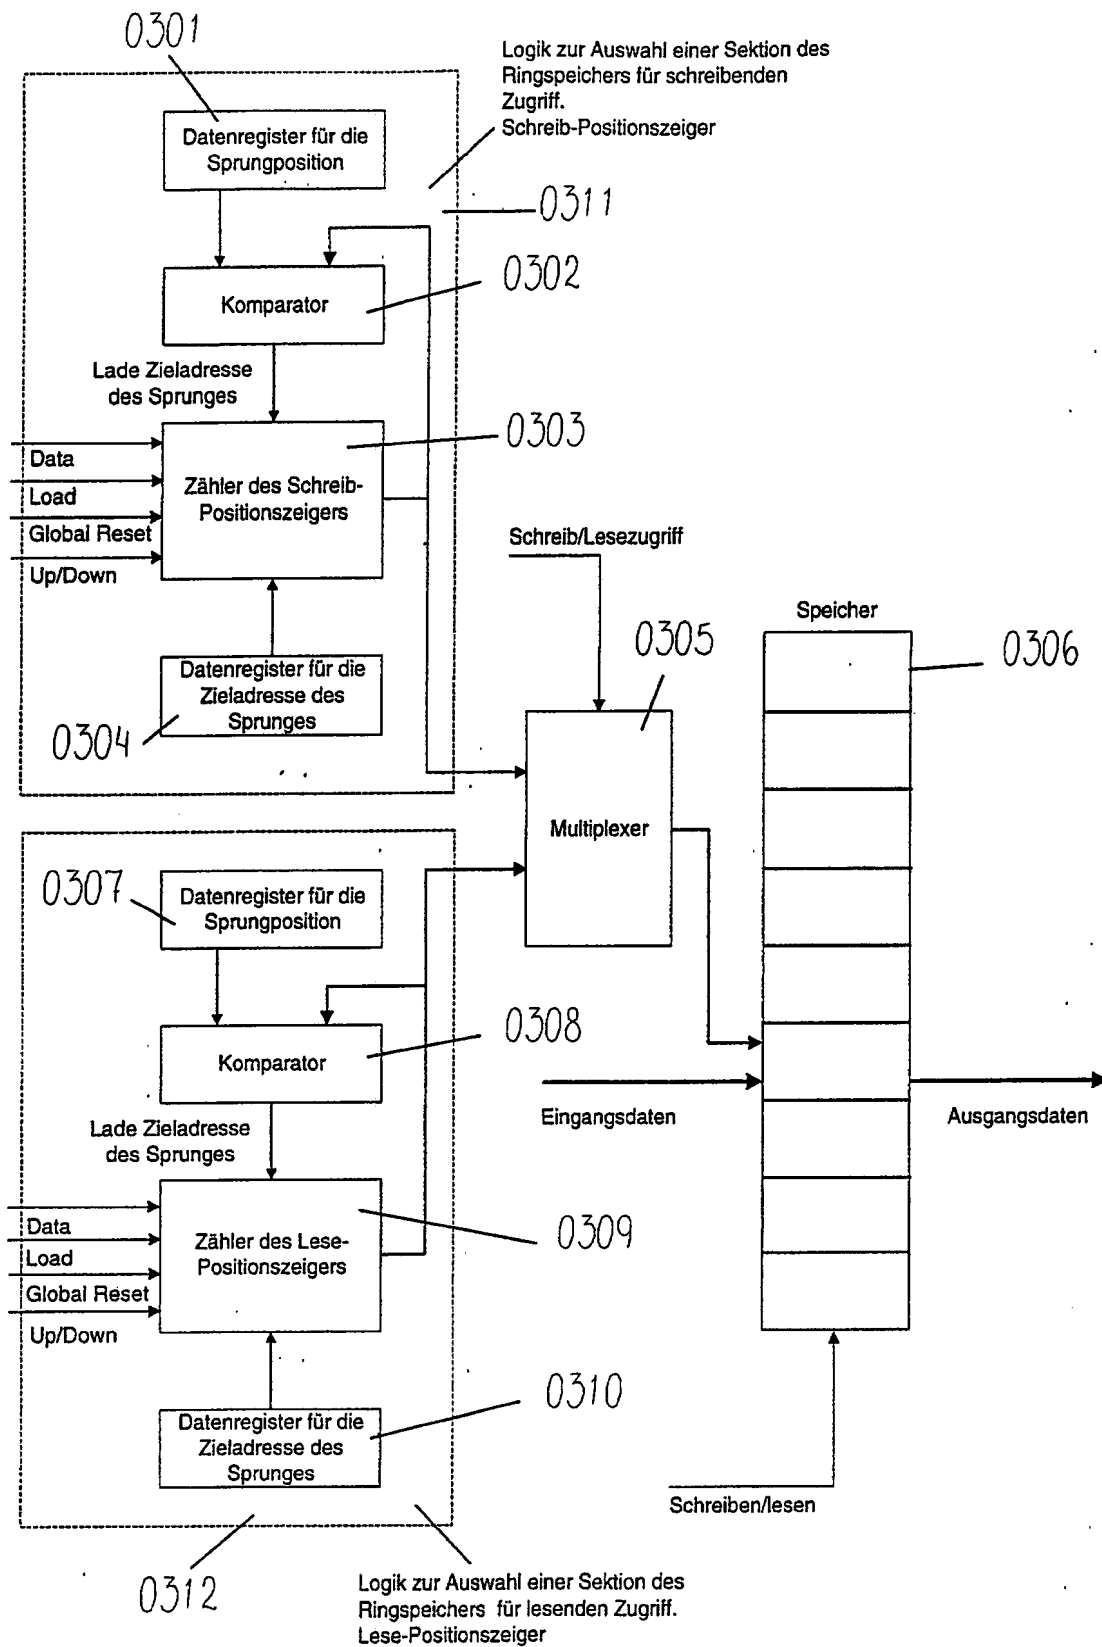 0301
Logik zur Auswahl einer Sektion des
Ringspeichers für schreibenden
Zugriff.
Schreib-Positionszeiger
Datenregister für die
Sprungposition
0311
0302
Komparator
Lade Zieladresse
des Sprunges
0303
Data
Load
Global Reset
Up/Down
Zähler des Schreib-
Positionszeigers
Schreib/Lesezugriff
Speicher
0305
0306
Datenregister für die
Zieladresse des
Sprunges
0304
Multiplexer
0307
Datenregister für die
Sprungposition
0308
Komparator
Eingangsdaten
Ausgangsdaten
Lade Zieladresse
des Sprunges
0309
Data
Load
Global Reset
Up/Down
Zähler des Lese-
Positionszeigers
0310
Datenregister für die
Zieladresse des
Sprunges
Schreiben/lesen
0312
Logik zur Auswahl einer Sektion des
Ringspeichers für lesenden Zugriff.
Lese-Positionszeiger